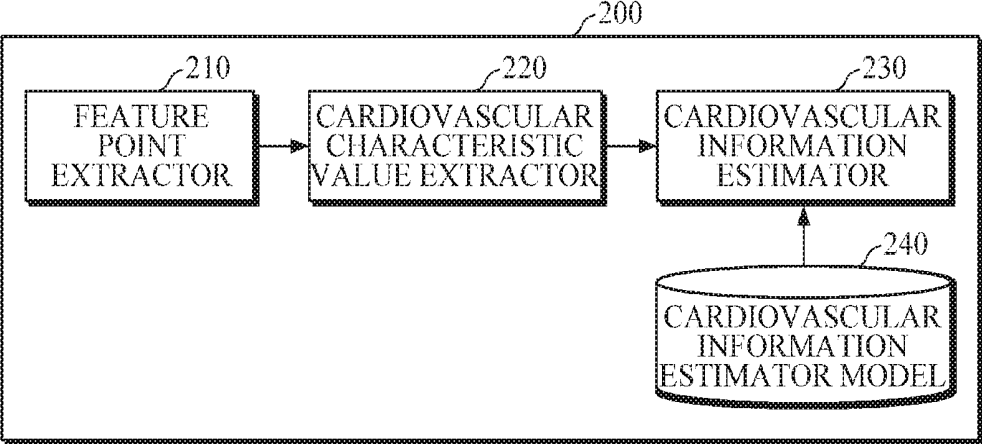 200
210
FEATURE
POINT
EXTRACTOR
220
CARDIOVASCULAR
CHARACTERISTIC
VALUE EXTRACTOR
230
CARDIOVASCULAR
INFORMATION
ESTIMATOR
240
CARDIOVASCULAR
INFORMATION
ESTIMATOR MODEL